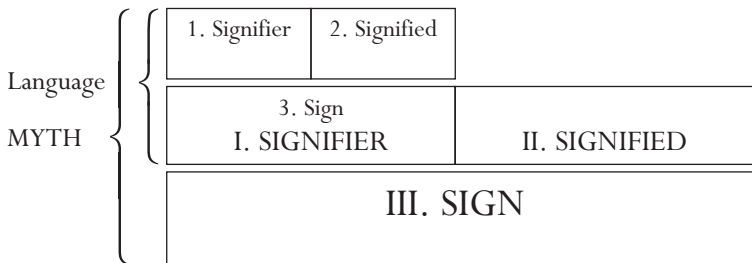 1. Signifier 2. Signified
Language
3. Sign
MYTH I. SIGNIFIER II. SIGNIFIED
III. SIGN